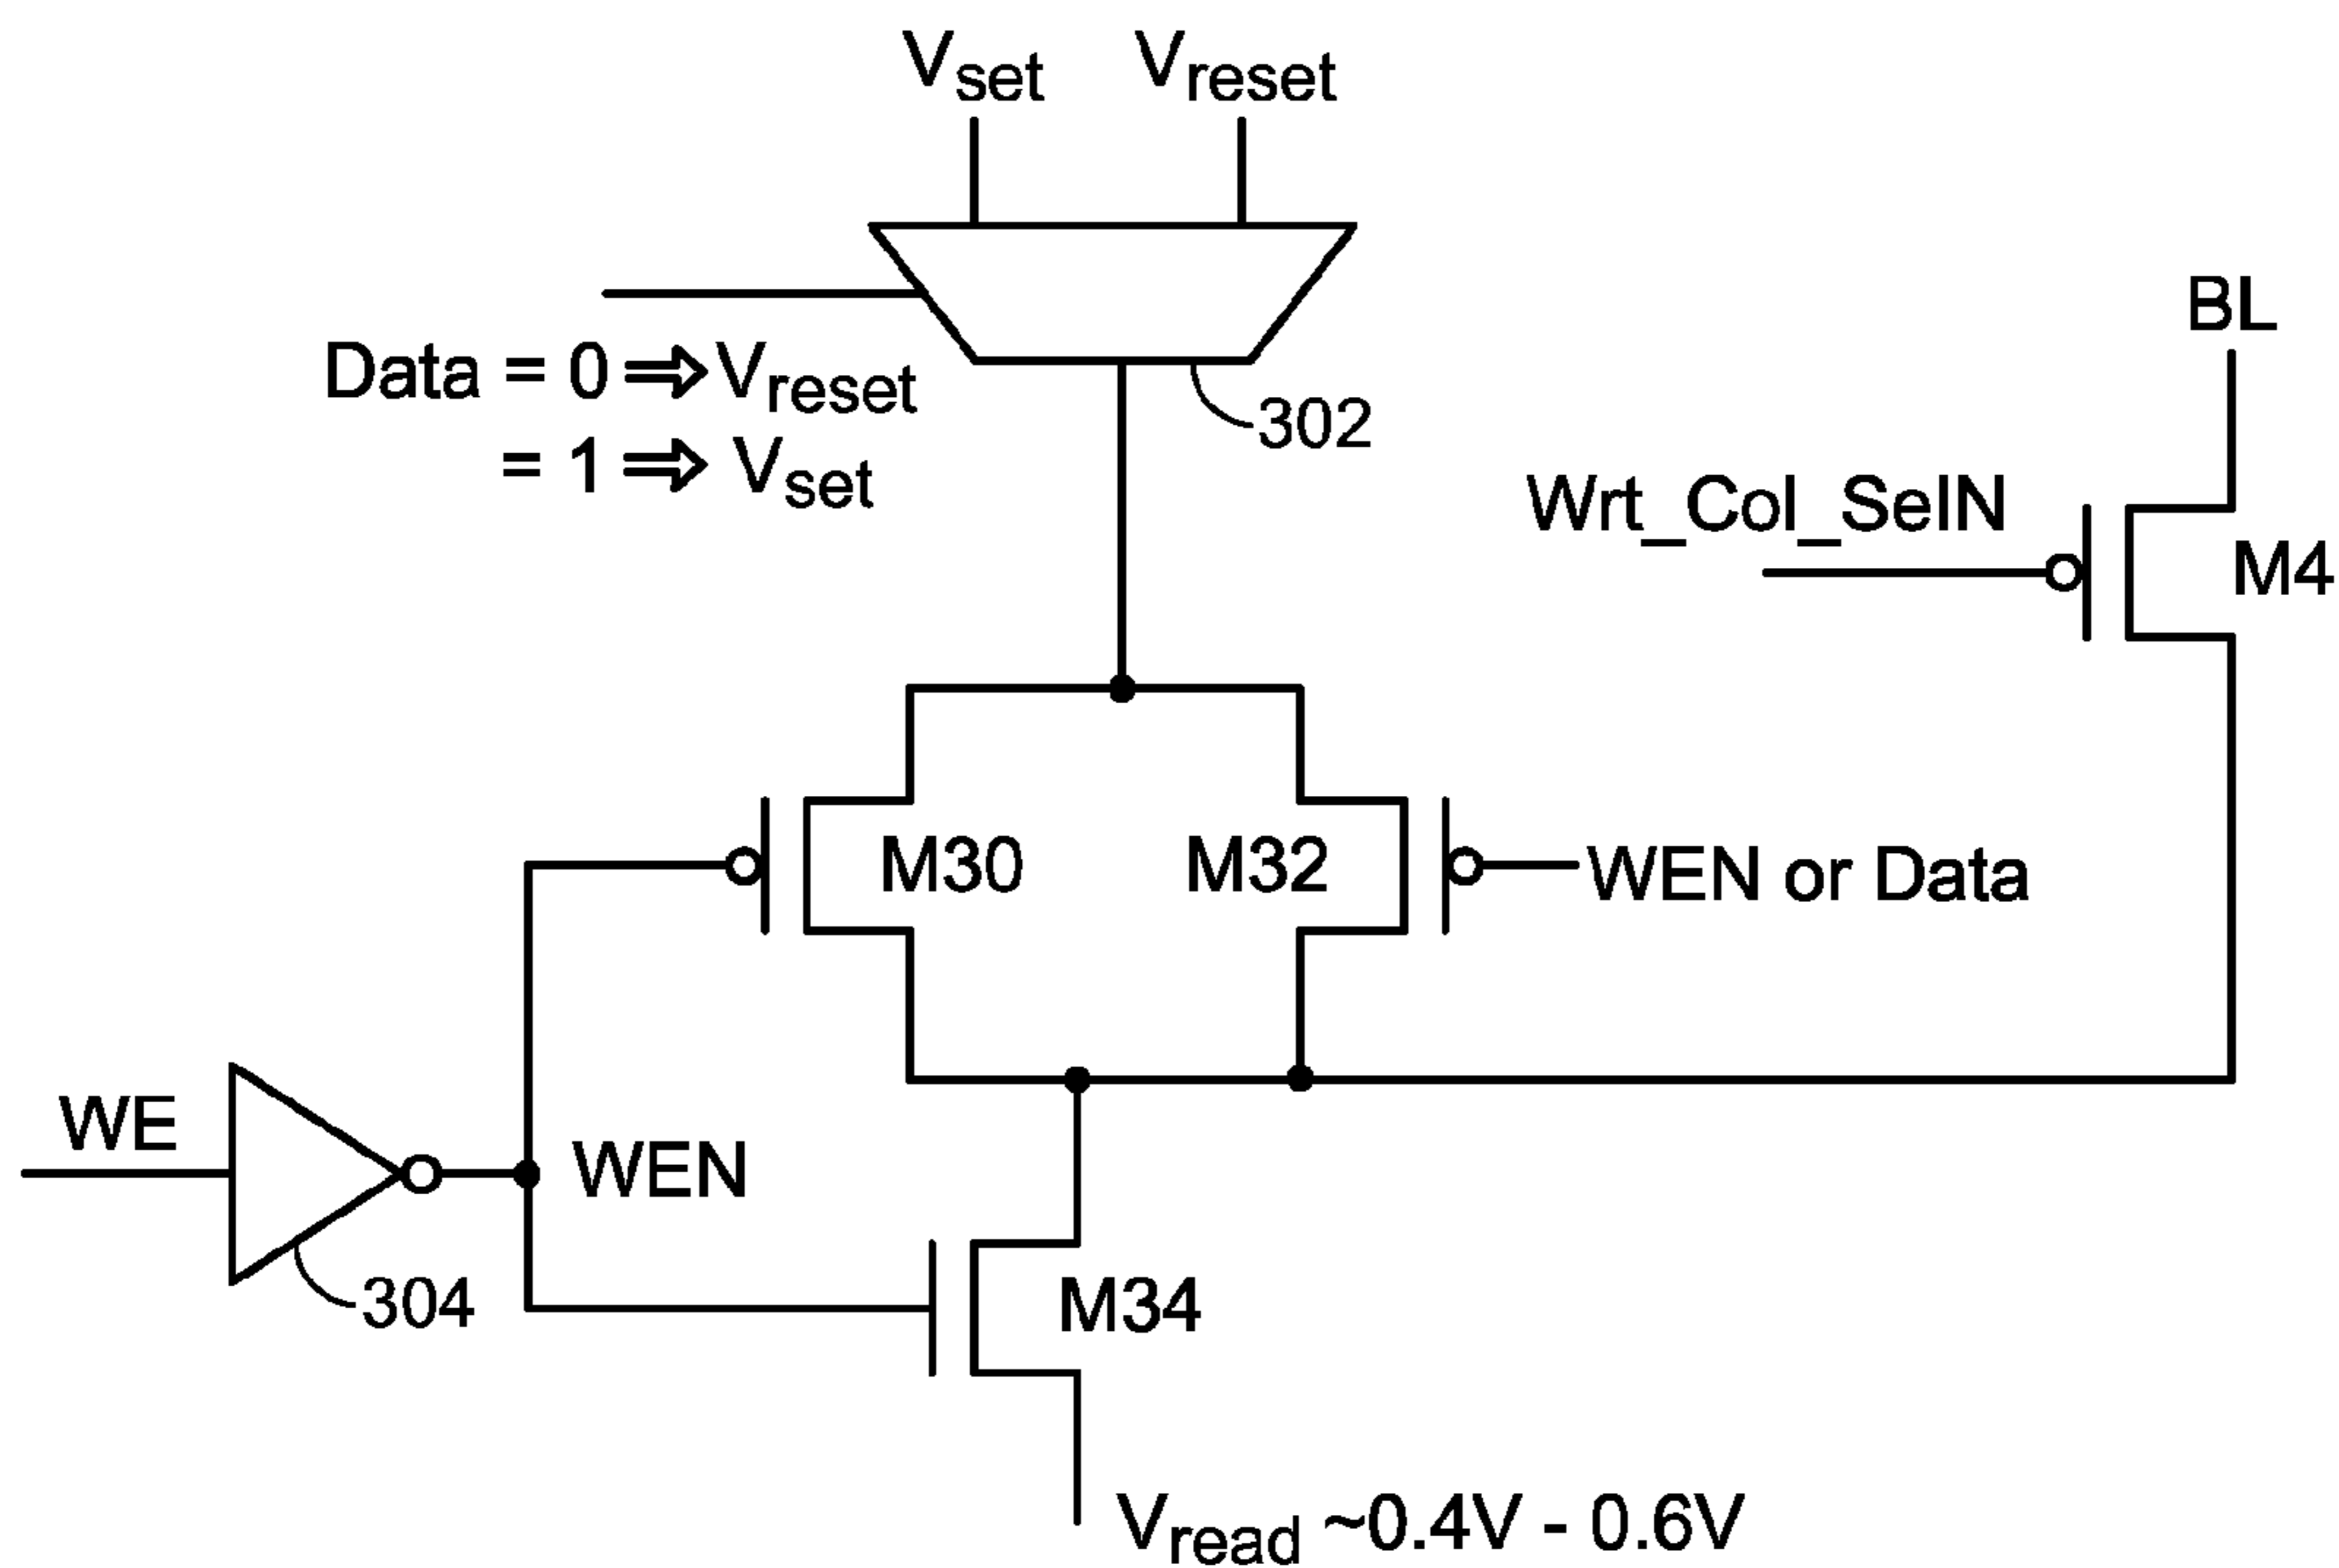 Vset Vreset
BL
Data = 0 ⇒ Vreset
302
= 1 ⇒ Vset
Wrt_Col_SelN
M4
M30 M32 WEN or Data
WE WEN
304 M34
Vread ~0.4V - 0.6V